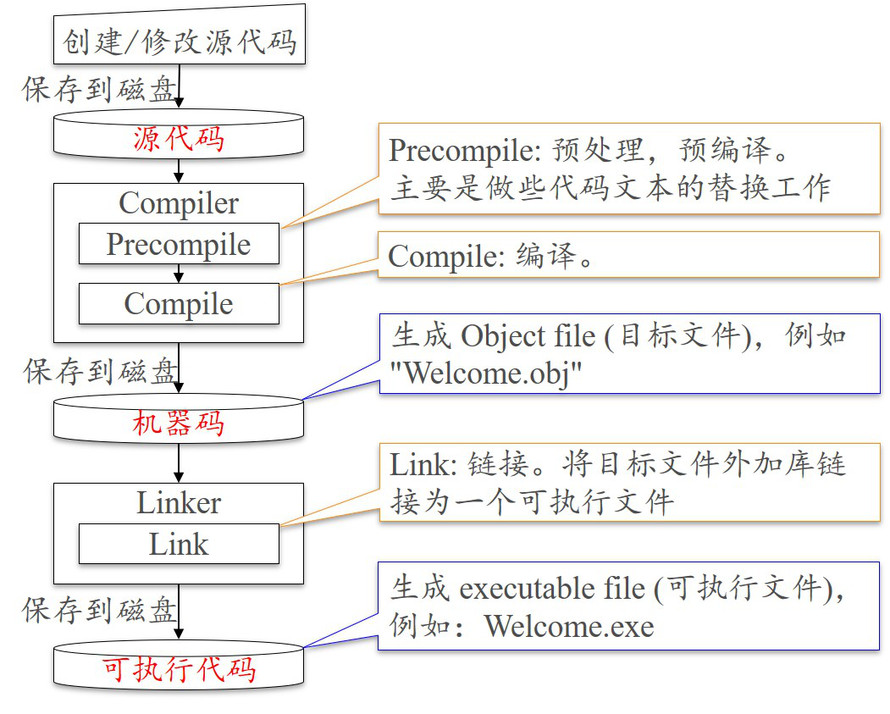 创建/修改源代码
保存到磁盘
源代码
Compiler
Precompile
Compile
Precompile: 预处理，预编译。
主要是做些代码文本的替换工作
Compile: 编译。
保存到磁盘
机器码
生成 Object file (目标文件)，例如
"Welcome.obj"
Linker
Link
Link: 链接。将目标文件外加库链
接为一个可执行文件
保存到磁盘
可执行代码
生成 executable file (可执行文件)，
例如：Welcome.exe